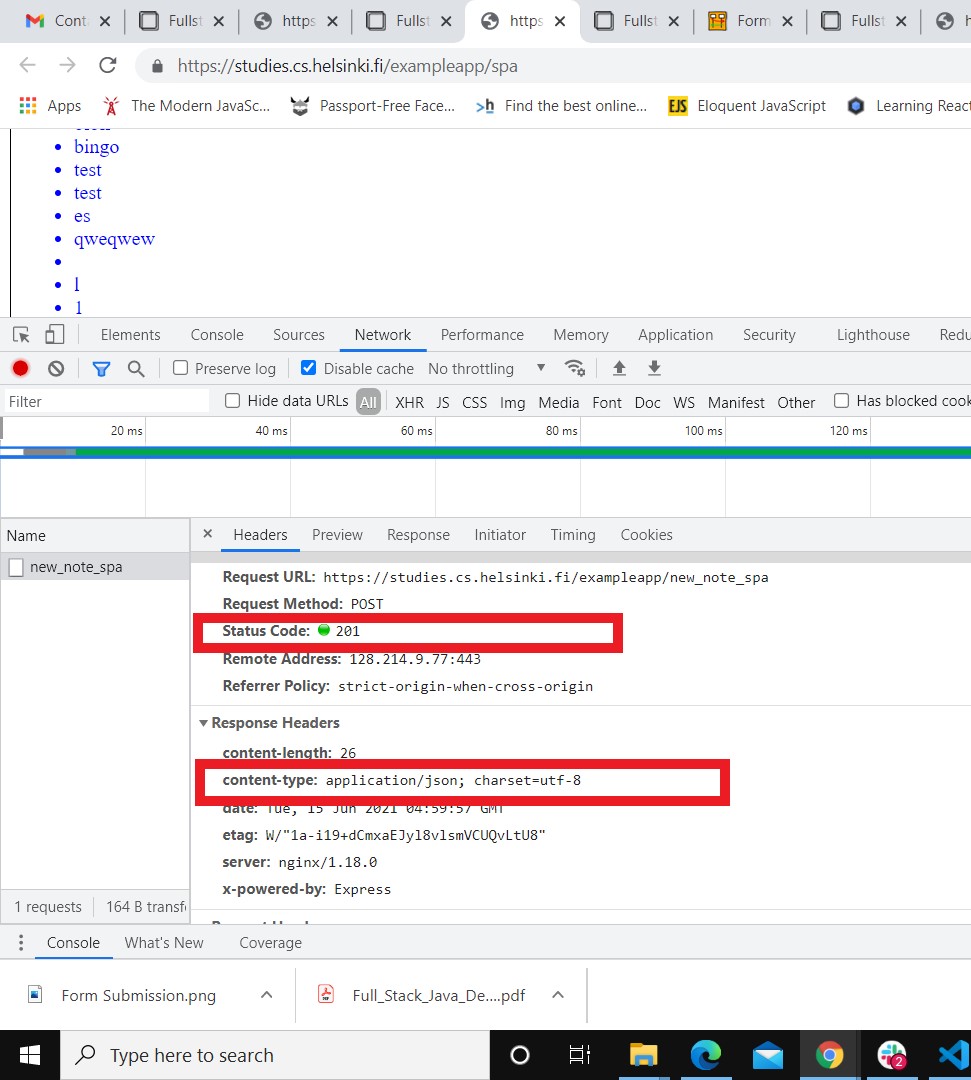 Cont
Fullst
https
Fullst
https
Fullst
Form
Fullst
h
https://studies.cs.helsinki.fi/exampleapp/spa
Apps
The Modern JavaSc...
Passport-Free Face...
>h Find the best online...
EJS Eloquent JavaScript
Learning React
bingo
test
test
es
qweqwew
l
1
Elements Console Sources Network Performance Memory Application Security Lighthouse Redu
Preserve log Disable cache No throttling
Filter Hide data URLs All XHR JS CSS Img Media Font Doc WS Manifest Other Has blocked cook
20 ms 40 ms 60 ms 80 ms 100 ms 120 ms
Name
× Headers Preview Response Initiator Timing Cookies
new_note_spa
Request URL: https://studies.cs.helsinki.fi/exampleapp/new_note_spa
Request Method: POST
Status Code: 201
Remote Address: 128.214.9.77:443
Referrer Policy: strict-origin-when-cross-origin
Response Headers
content-length: 26
content-type: application/json; charset=utf-8
date: Tue, 15 Jun 2021 04:59:57 GMT
etag: W/"1a-i19+dCmxaEJyl8vlsmVCUQvLtU8"
server: nginx/1.18.0
x-powered-by: Express
1 requests 164 B transf
Console What's New Coverage
Form Submission.png
Full_Stack_Java_De....pdf
Type here to search
2